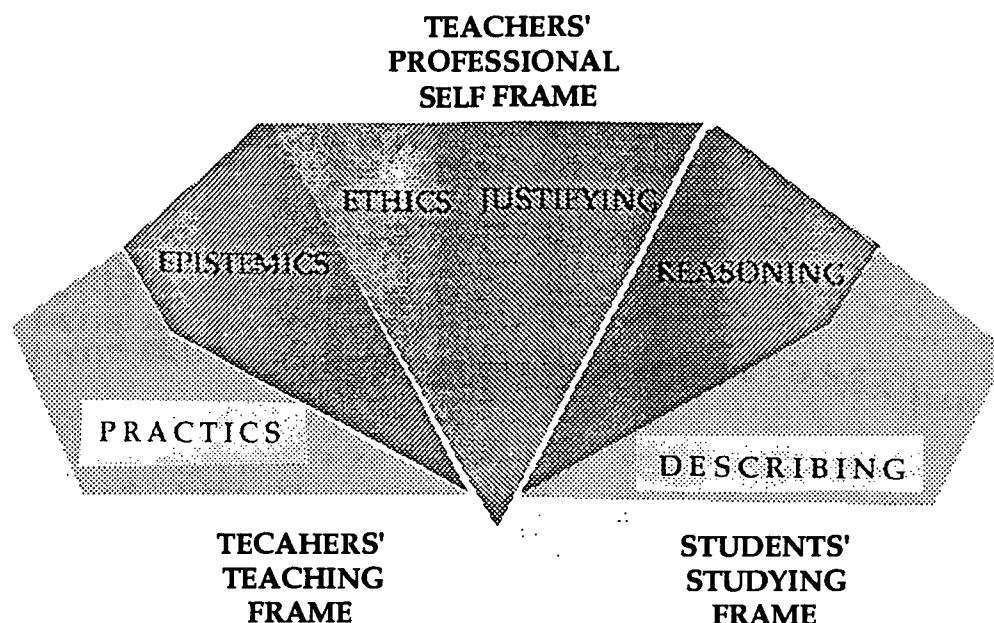 TEACHERS'
PROFESSIONAL
SELF FRAME
ETHICS JUSTIFYING
EPISTEMICS
REASONING
PRACTICS
DESCRIBING
TECAHERS'
TEACHING
FRAME
STUDENTS'
STUDYING
FRAME